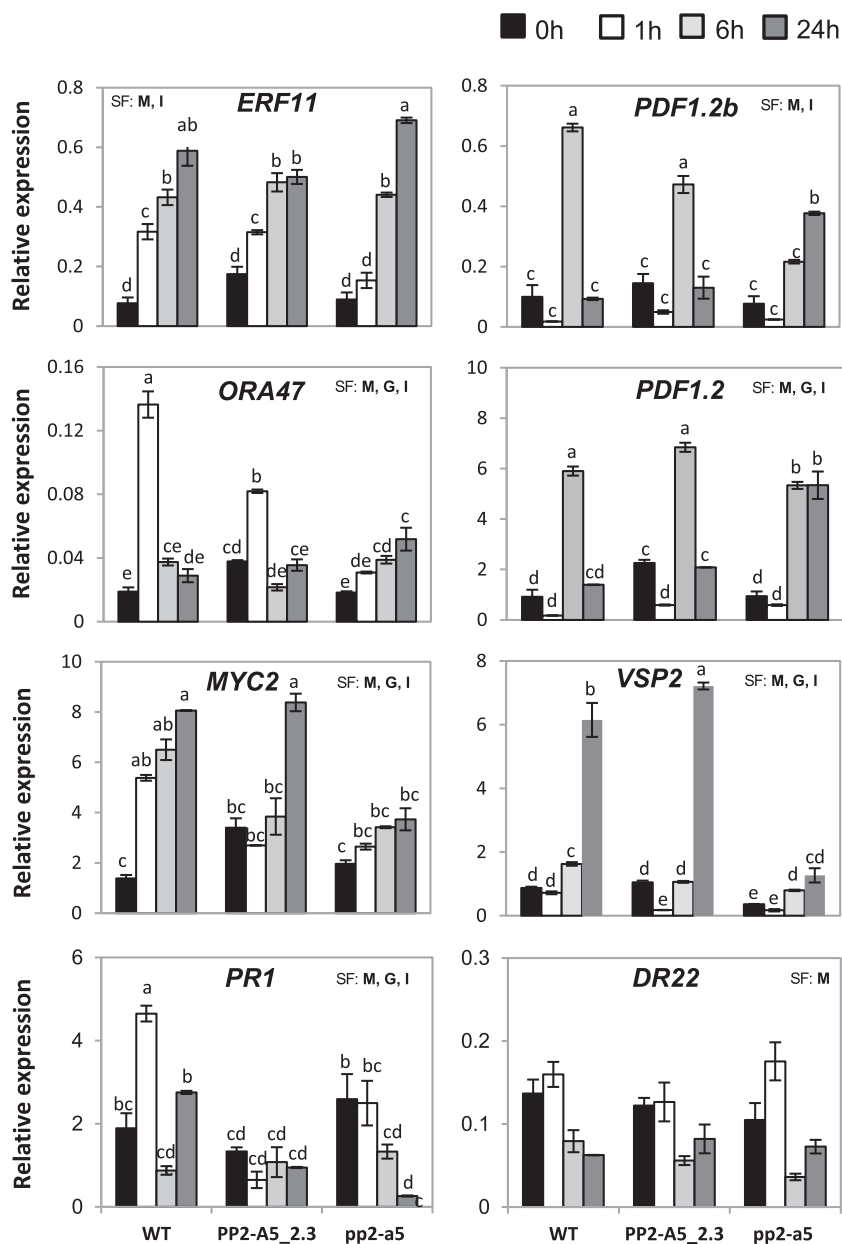 0h 1h 6h 24h
SF: M, I ERF11
PDF1.2b SF: M, I
Relative expression
0.8 0.6 0.4 0.2 0
d c b ab
d c b b
d d b a
0.8 0.6 0.4 0.2 0
c c a c
c c a c
c c c b
ORA47 SF: M, G, I
PDF1.2 SF: M, G, I
Relative expression
0.16 0.12 0.08 0.04 0
e a ce de
cd b de ce
e de cd c
10 8 6 4 2 0
d d a cd
c d a c
d d b b
MYC2 SF: M, G, I
VSP2 SF: M, G, I
Relative expression
10 8 6 4 2 0
c ab ab a
bc bc bc a
c bc bc bc
8 6 4 2 0
d d c b
d e d a
e e d cd
PR1 SF: M, G, I
DR22 SF: M
Relative expression
6 4 2 0
bc a cd b
cd cd cd cd
b bc cd d
c
0.3 0.2 0.1 0
WT PP2-A5_2.3 pp2-a5
WT PP2-A5_2.3 pp2-a5